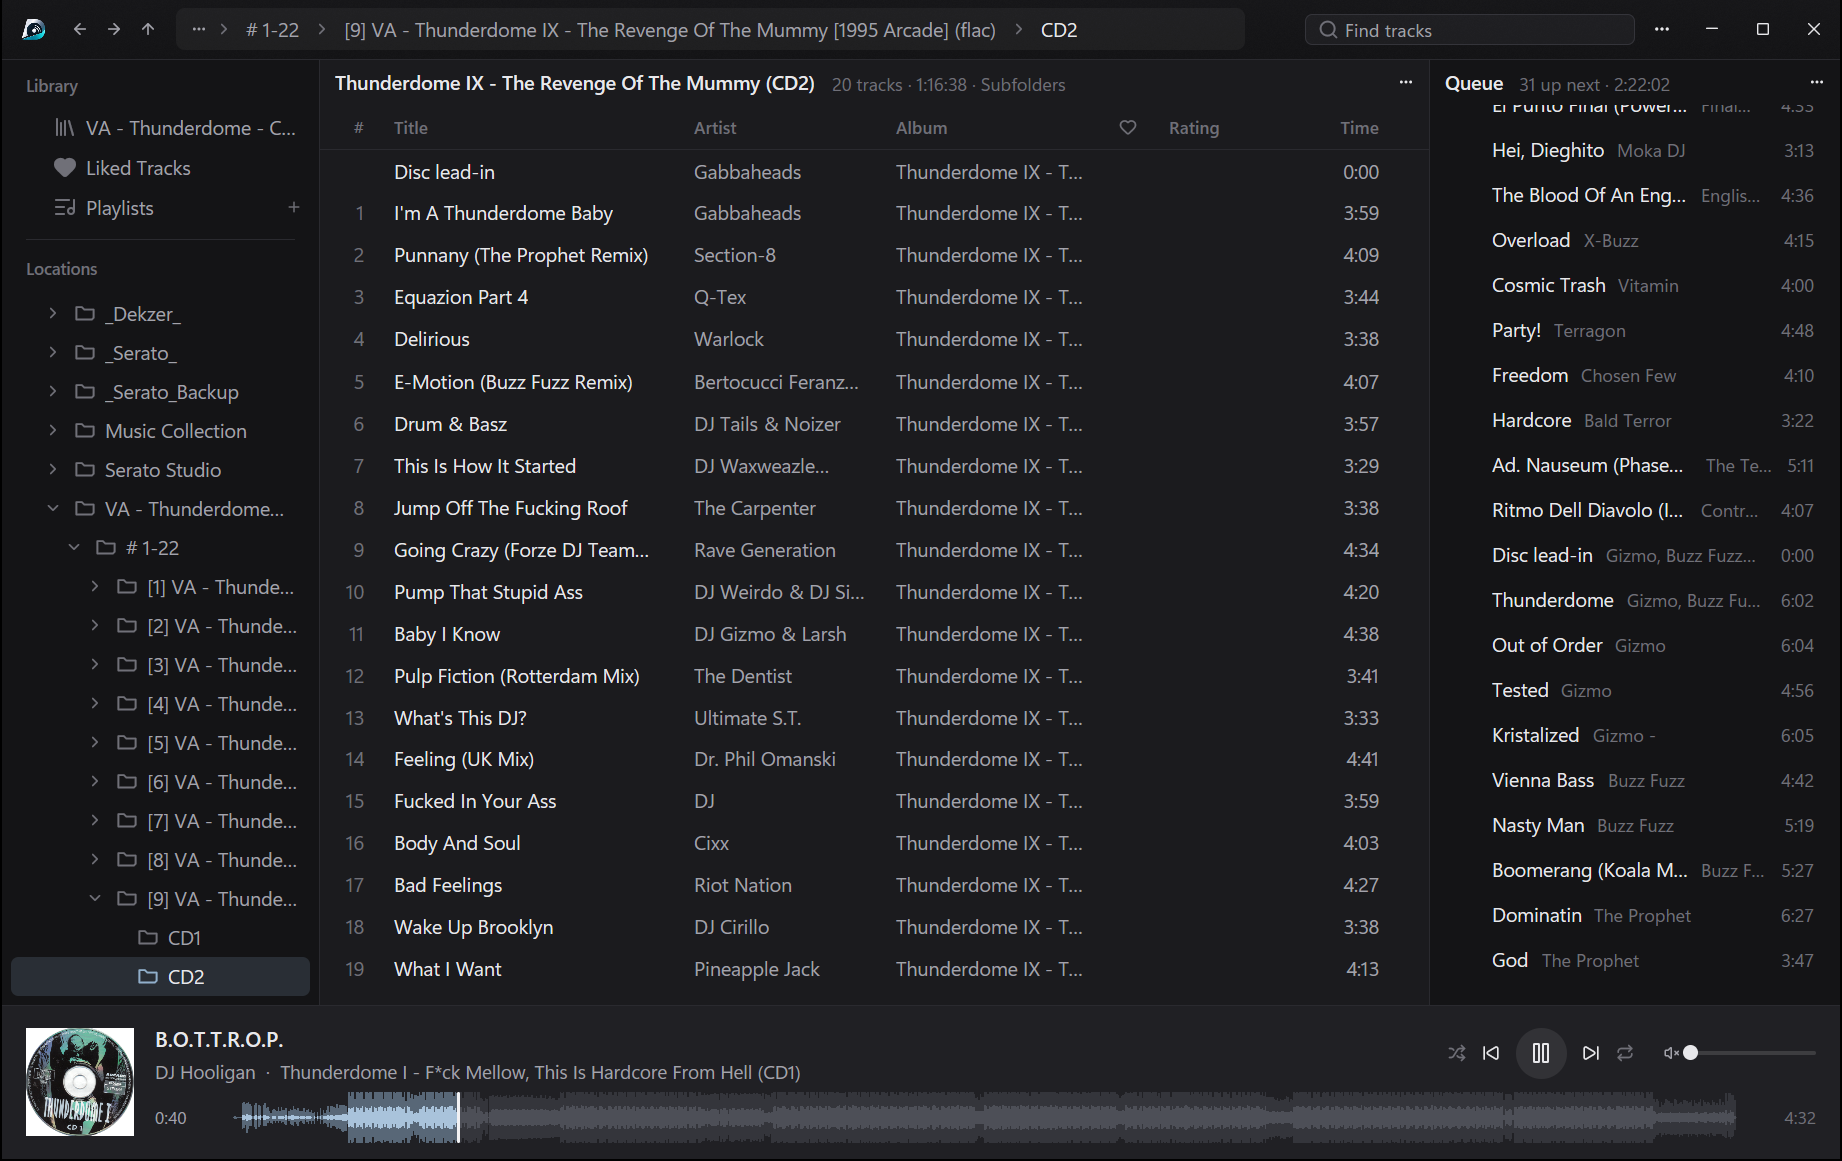 ··· > # 1-22 > [9] VA - Thunderdome IX - The Revenge Of The Mummy [1995 Arcade] (flac) > CD2
Find tracks
Library
VA - Thunderdome - C...
Liked Tracks
Playlists +
Locations
_Dekzer_
_Serato_
_Serato_Backup
Music Collection
Serato Studio
VA - Thunderdome...
# 1-22
[1] VA - Thunde...
[2] VA - Thunde...
[3] VA - Thunde...
[4] VA - Thunde...
[5] VA - Thunde...
[6] VA - Thunde...
[7] VA - Thunde...
[8] VA - Thunde...
[9] VA - Thunde...
CD1
CD2
Thunderdome IX - The Revenge Of The Mummy (CD2) 20 tracks · 1:16:38 · Subfolders
# Title Artist Album Rating Time
Disc lead-in Gabbaheads Thunderdome IX - T... 0:00
1 I'm A Thunderdome Baby Gabbaheads Thunderdome IX - T... 3:59
2 Punnany (The Prophet Remix) Section-8 Thunderdome IX - T... 4:09
3 Equazion Part 4 Q-Tex Thunderdome IX - T... 3:44
4 Delirious Warlock Thunderdome IX - T... 3:38
5 E-Motion (Buzz Fuzz Remix) Bertocucci Feranz... Thunderdome IX - T... 4:07
6 Drum & Basz DJ Tails & Noizer Thunderdome IX - T... 3:57
7 This Is How It Started DJ Waxweazle... Thunderdome IX - T... 3:29
8 Jump Off The Fucking Roof The Carpenter Thunderdome IX - T... 3:38
9 Going Crazy (Forze DJ Team... Rave Generation Thunderdome IX - T... 4:34
10 Pump That Stupid Ass DJ Weirdo & DJ Si... Thunderdome IX - T... 4:20
11 Baby I Know DJ Gizmo & Larsh Thunderdome IX - T... 4:38
12 Pulp Fiction (Rotterdam Mix) The Dentist Thunderdome IX - T... 3:41
13 What's This DJ? Ultimate S.T. Thunderdome IX - T... 3:33
14 Feeling (UK Mix) Dr. Phil Omanski Thunderdome IX - T... 4:41
15 Fucked In Your Ass DJ Thunderdome IX - T... 3:59
16 Body And Soul Cixx Thunderdome IX - T... 4:03
17 Bad Feelings Riot Nation Thunderdome IX - T... 4:27
18 Wake Up Brooklyn DJ Cirillo Thunderdome IX - T... 3:38
19 What I Want Pineapple Jack Thunderdome IX - T... 4:13
Queue 31 up next · 2:22:02
El Punto Final (Power... Final... 4:33
Hei, Dieghito Moka DJ 3:13
The Blood Of An Eng... Englis... 4:36
Overload X-Buzz 4:15
Cosmic Trash Vitamin 4:00
Party! Terragon 4:48
Freedom Chosen Few 4:10
Hardcore Bald Terror 3:22
Ad. Nauseum (Phase... The Te... 5:11
Ritmo Dell Diavolo (I... Contr... 4:07
Disc lead-in Gizmo, Buzz Fuzz... 0:00
Thunderdome Gizmo, Buzz Fu... 6:02
Out of Order Gizmo 6:04
Tested Gizmo 4:56
Kristalized Gizmo - 6:05
Vienna Bass Buzz Fuzz 4:42
Nasty Man Buzz Fuzz 5:19
Boomerang (Koala M... Buzz F... 5:27
Dominatin The Prophet 6:27
God The Prophet 3:47
THUNDERDOME I
CD 1
B.O.T.T.R.O.P.
DJ Hooligan · Thunderdome I - F*ck Mellow, This Is Hardcore From Hell (CD1)
0:40
4:32